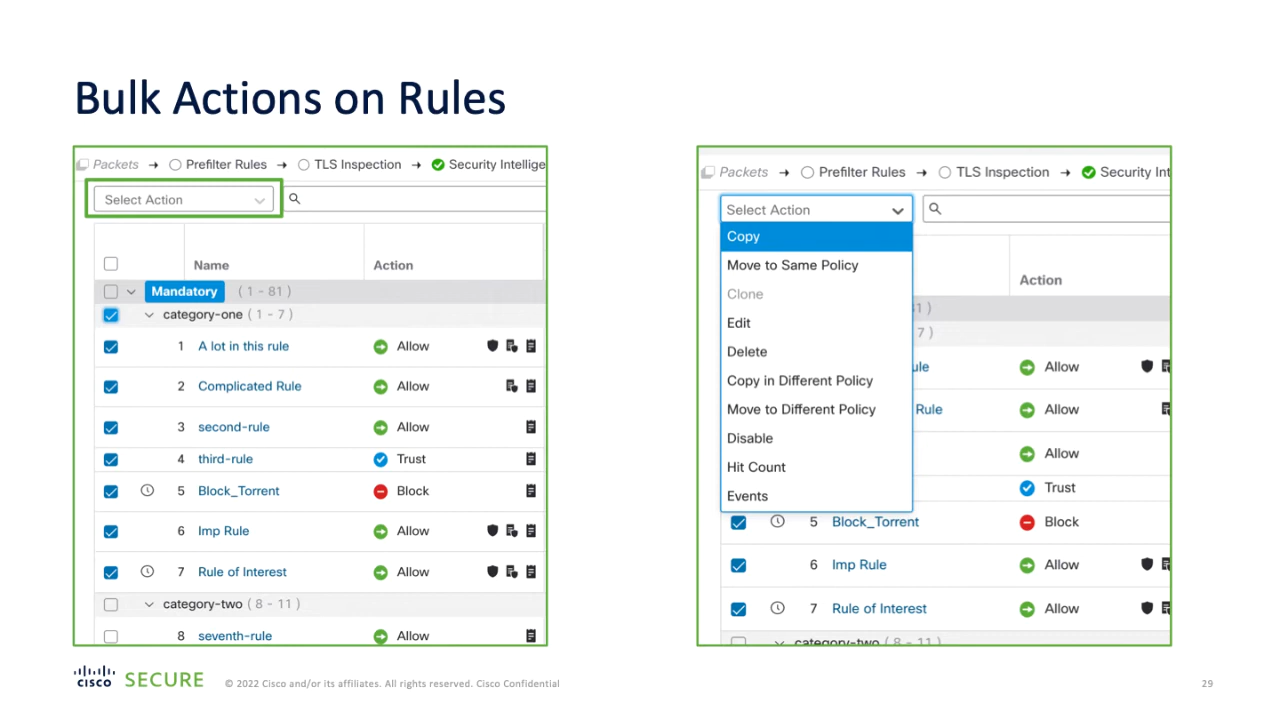 Bulk Actions on Rules
Packets → Prefilter Rules → TLS Inspection → Security Intellige
Select Action
Name Action
Mandatory ( 1 - 81 )
category-one ( 1 - 7 )
1 A lot in this rule Allow
2 Complicated Rule Allow
3 second-rule Allow
4 third-rule Trust
5 Block_Torrent Block
6 Imp Rule Allow
7 Rule of Interest Allow
category-two ( 8 - 11 )
8 seventh-rule Allow
Packets → Prefilter Rules → TLS Inspection → Security Int
Select Action
Copy
Move to Same Policy
Clone
Edit
Delete
Copy in Different Policy
Move to Different Policy
Disable
Hit Count
Events
Action
1 )
7 )
ule Allow
Rule Allow
Allow
Trust
5 Block_Torrent Block
6 Imp Rule Allow
7 Rule of Interest Allow
category-two ( 8 - 11 )
CISCO SECURE © 2022 Cisco and/or its affiliates. All rights reserved. Cisco Confidential
29